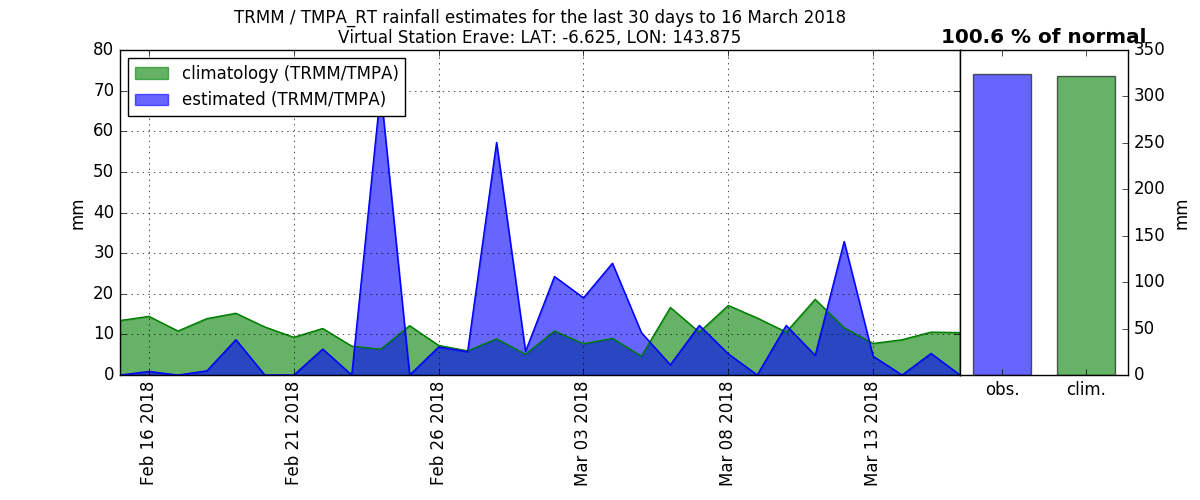 TRMM / TMPA_RT rainfall estimates for the last 30 days to 16 March 2018
Virtual Station Erave: LAT: -6.625, LON: 143.875
100.6 % of normal
climatology (TRMM/TMPA)
estimated (TRMM/TMPA)
80
70
60
50
40
30
20
10
0
mm
350
300
250
200
150
100
50
0
mm
Feb 16 2018
Feb 21 2018
Feb 26 2018
Mar 03 2018
Mar 08 2018
Mar 13 2018
obs.
clim.